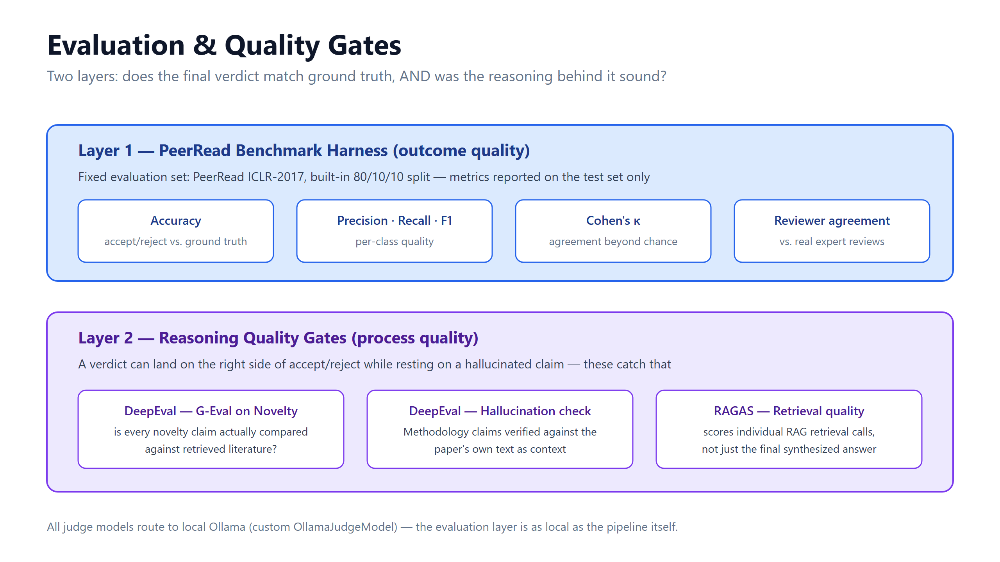 Evaluation & Quality Gates
Two layers: does the final verdict match ground truth, AND was the reasoning behind it sound?
Layer 1 — PeerRead Benchmark Harness (outcome quality)
Fixed evaluation set: PeerRead ICLR-2017, built-in 80/10/10 split — metrics reported on the test set only
Accuracy
accept/reject vs. ground truth
Precision · Recall · F1
per-class quality
Cohen's κ
agreement beyond chance
Reviewer agreement
vs. real expert reviews
Layer 2 — Reasoning Quality Gates (process quality)
A verdict can land on the right side of accept/reject while resting on a hallucinated claim — these catch that
DeepEval — G-Eval on Novelty
is every novelty claim actually compared
against retrieved literature?
DeepEval — Hallucination check
Methodology claims verified against the
paper's own text as context
RAGAS — Retrieval quality
scores individual RAG retrieval calls,
not just the final synthesized answer
All judge models route to local Ollama (custom OllamaJudgeModel) — the evaluation layer is as local as the pipeline itself.